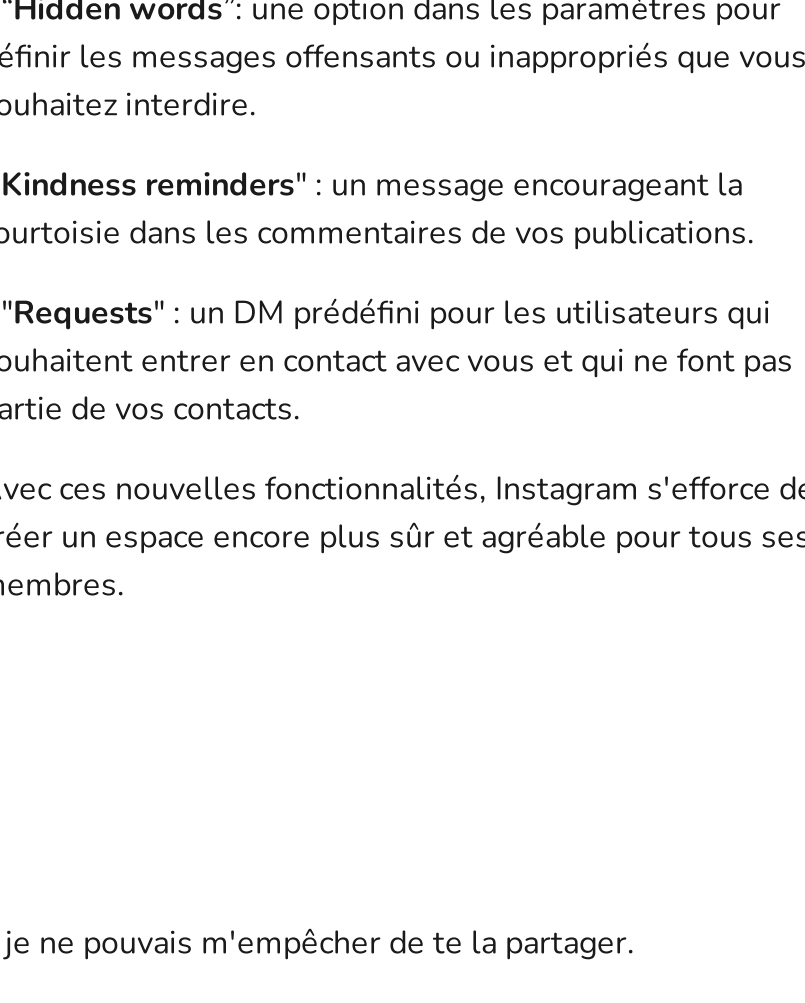 "Hidden words": une option dans les paramètres pour
éfinir les messages offensants ou inappropriés que vous
ouhaitez interdire.
Kindness reminders" : un message encourageant la
ourtoisie dans les commentaires de vos publications.
"Requests" : un DM prédéfini pour les utilisateurs qui
ouhaitent entrer en contact avec vous et qui ne font pas
artie de vos contacts.
vec ces nouvelles fonctionnalités, Instagram s'efforce de
réer un espace encore plus sûr et agréable pour tous ses
embres.
je ne pouvais m'empêcher de te la partager.